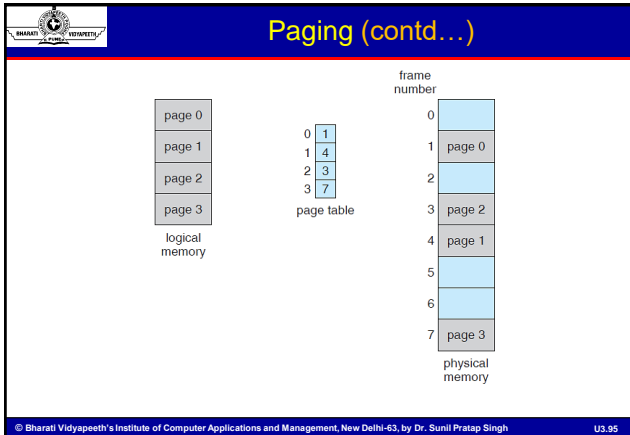 BHARATI VIDYAPEETH
PUNE
Paging (contd…)
page 0
page 1
page 2
page 3
logical
memory
0 1
1 4
2 3
3 7
page table
frame
number
0
1 page 0
2
3 page 2
4 page 1
5
6
7 page 3
physical
memory
© Bharati Vidyapeeth's Institute of Computer Applications and Management, New Delhi-63, by Dr. Sunil Pratap Singh
U3.95